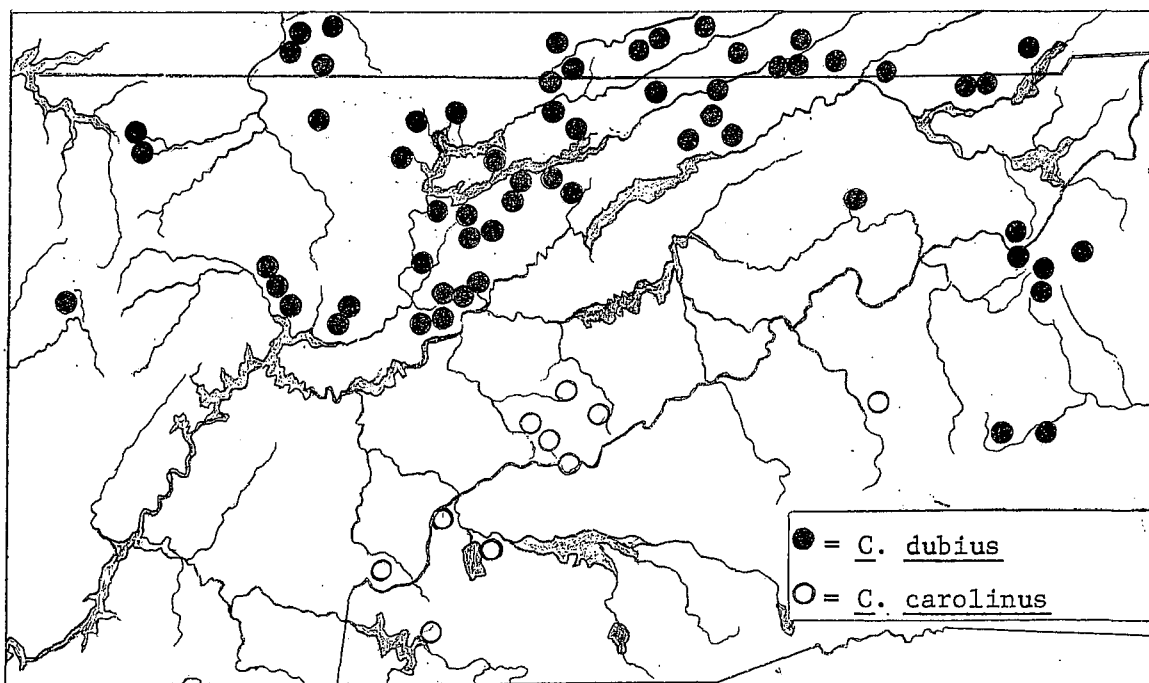 = C. dubius
= C. carolinus